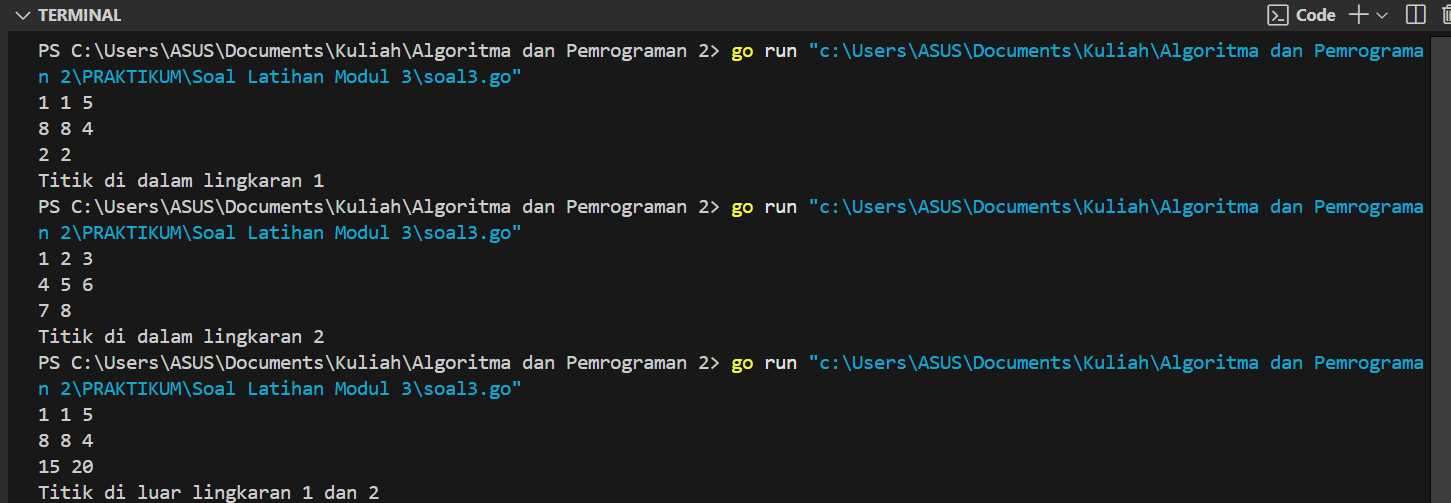 TERMINAL Code
PS C:\Users\ASUS\Documents\Kuliah\Algoritma dan Pemrograman 2> go run "c:\Users\ASUS\Documents\Kuliah\Algoritma dan Pemrograma
n 2\PRAKTIKUM\Soal Latihan Modul 3\soal3.go"
1 1 5
8 8 4
2 2
Titik di dalam lingkaran 1
PS C:\Users\ASUS\Documents\Kuliah\Algoritma dan Pemrograman 2> go run "c:\Users\ASUS\Documents\Kuliah\Algoritma dan Pemrograma
n 2\PRAKTIKUM\Soal Latihan Modul 3\soal3.go"
1 2 3
4 5 6
7 8
Titik di dalam lingkaran 2
PS C:\Users\ASUS\Documents\Kuliah\Algoritma dan Pemrograman 2> go run "c:\Users\ASUS\Documents\Kuliah\Algoritma dan Pemrograma
n 2\PRAKTIKUM\Soal Latihan Modul 3\soal3.go"
1 1 5
8 8 4
15 20
Titik di luar lingkaran 1 dan 2